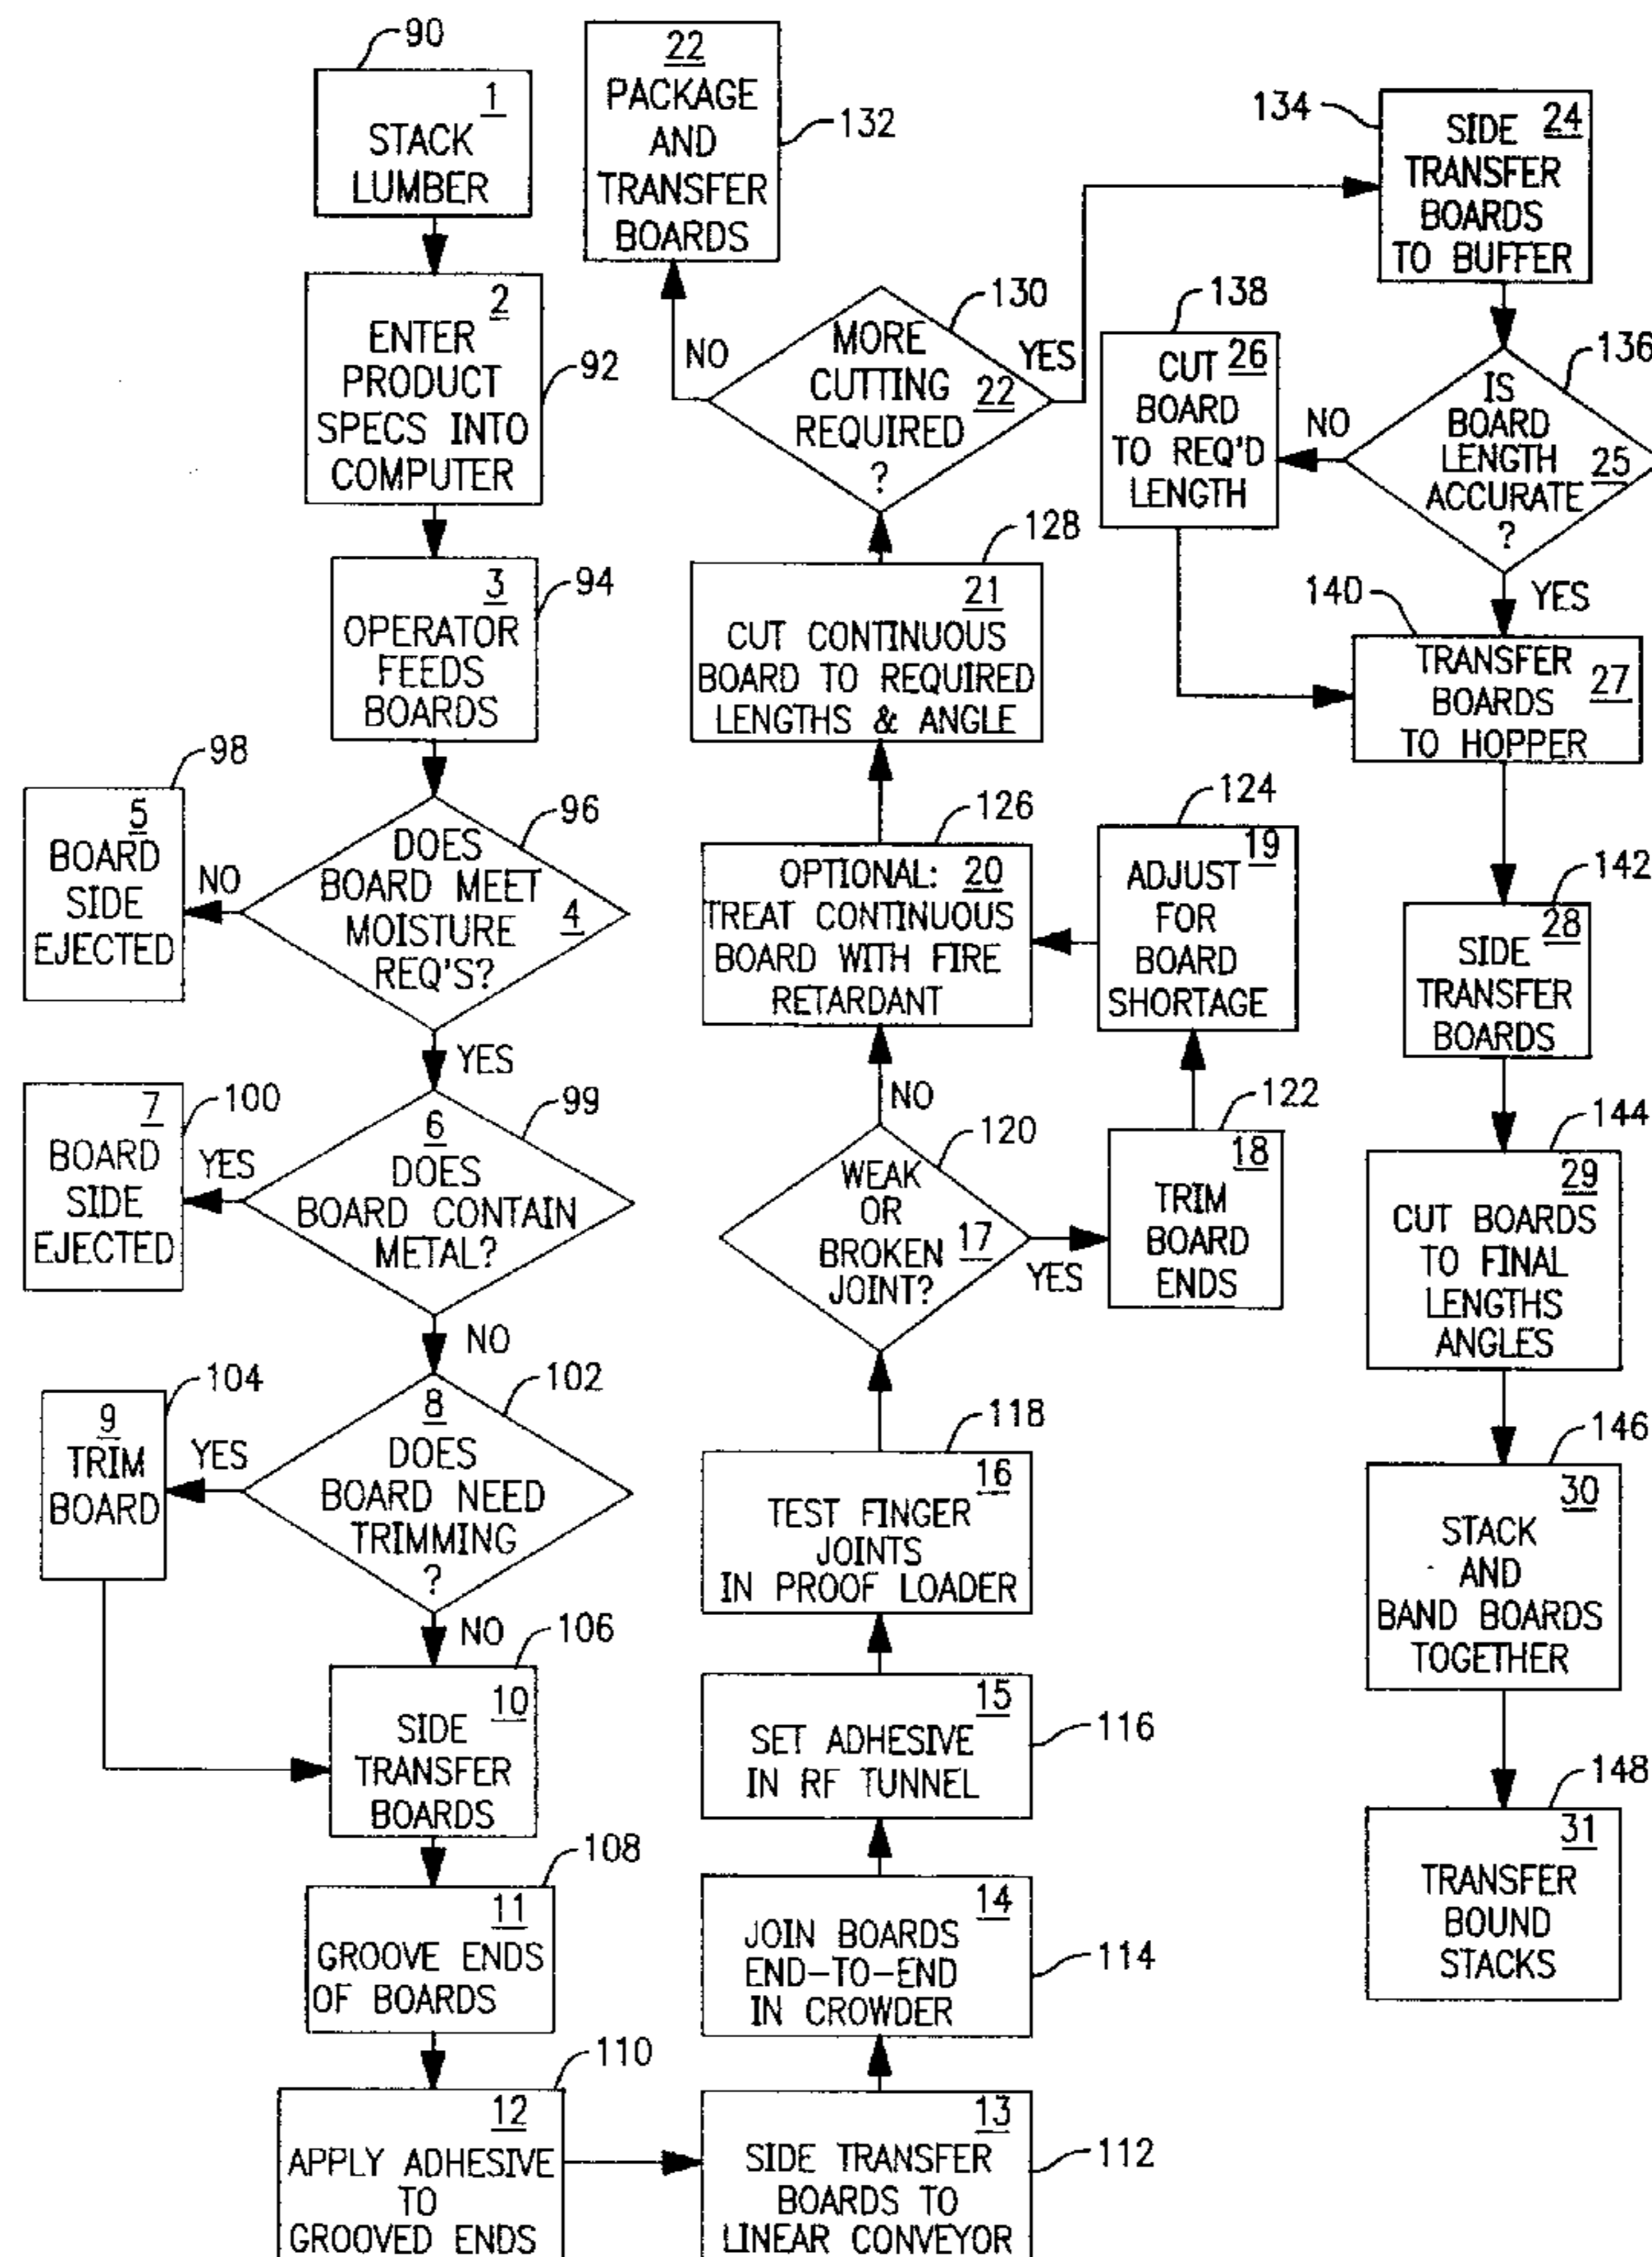 90
1
STACK
LUMBER
2
ENTER
PRODUCT
SPECS INTO
COMPUTER
92
3
OPERATOR
FEEDS
BOARDS
94
98
5
BOARD
SIDE
EJECTED
NO
96
DOES
BOARD MEET
MOISTURE
REQ'S?
4
YES
7
BOARD
SIDE
EJECTED
100
YES
99
6
DOES
BOARD CONTAIN
METAL?
NO
104
9
TRIM
BOARD
YES
102
8
DOES
BOARD NEED
TRIMMING
?
NO
106
10
SIDE
TRANSFER
BOARDS
108
11
GROOVE ENDS
OF BOARDS
110
12
APPLY ADHESIVE
TO
GROOVED ENDS
13
SIDE TRANSFER
BOARDS TO
LINEAR CONVEYOR
112
14
JOIN BOARDS
END-TO-END
IN CROWDER
114
15
SET ADHESIVE
IN RF TUNNEL
116
118
16
TEST FINGER
JOINTS
IN PROOF LOADER
120
WEAK
OR
BROKEN
JOINT?
17
YES
NO
122
18
TRIM
BOARD
ENDS
124
19
ADJUST
FOR
BOARD
SHORTAGE
126
OPTIONAL: 20
TREAT CONTINUOUS
BOARD WITH FIRE
RETARDANT
128
21
CUT CONTINUOUS
BOARD TO REQUIRED
LENGTHS & ANGLE
130
MORE
CUTTING
REQUIRED
?
22
NO
YES
22
PACKAGE
AND
TRANSFER
BOARDS
132
134
SIDE 24
TRANSFER
BOARDS
TO BUFFER
136
IS
BOARD
LENGTH
ACCURATE
?
25
NO
YES
138
CUT 26
BOARD
TO REQ'D
LENGTH
140
TRANSFER
BOARDS
TO HOPPER
27
142
28
SIDE
TRANSFER
BOARDS
144
29
CUT BOARDS
TO FINAL
LENGTHS
ANGLES
146
30
STACK
AND
BAND BOARDS
TOGETHER
148
31
TRANSFER
BOUND
STACKS